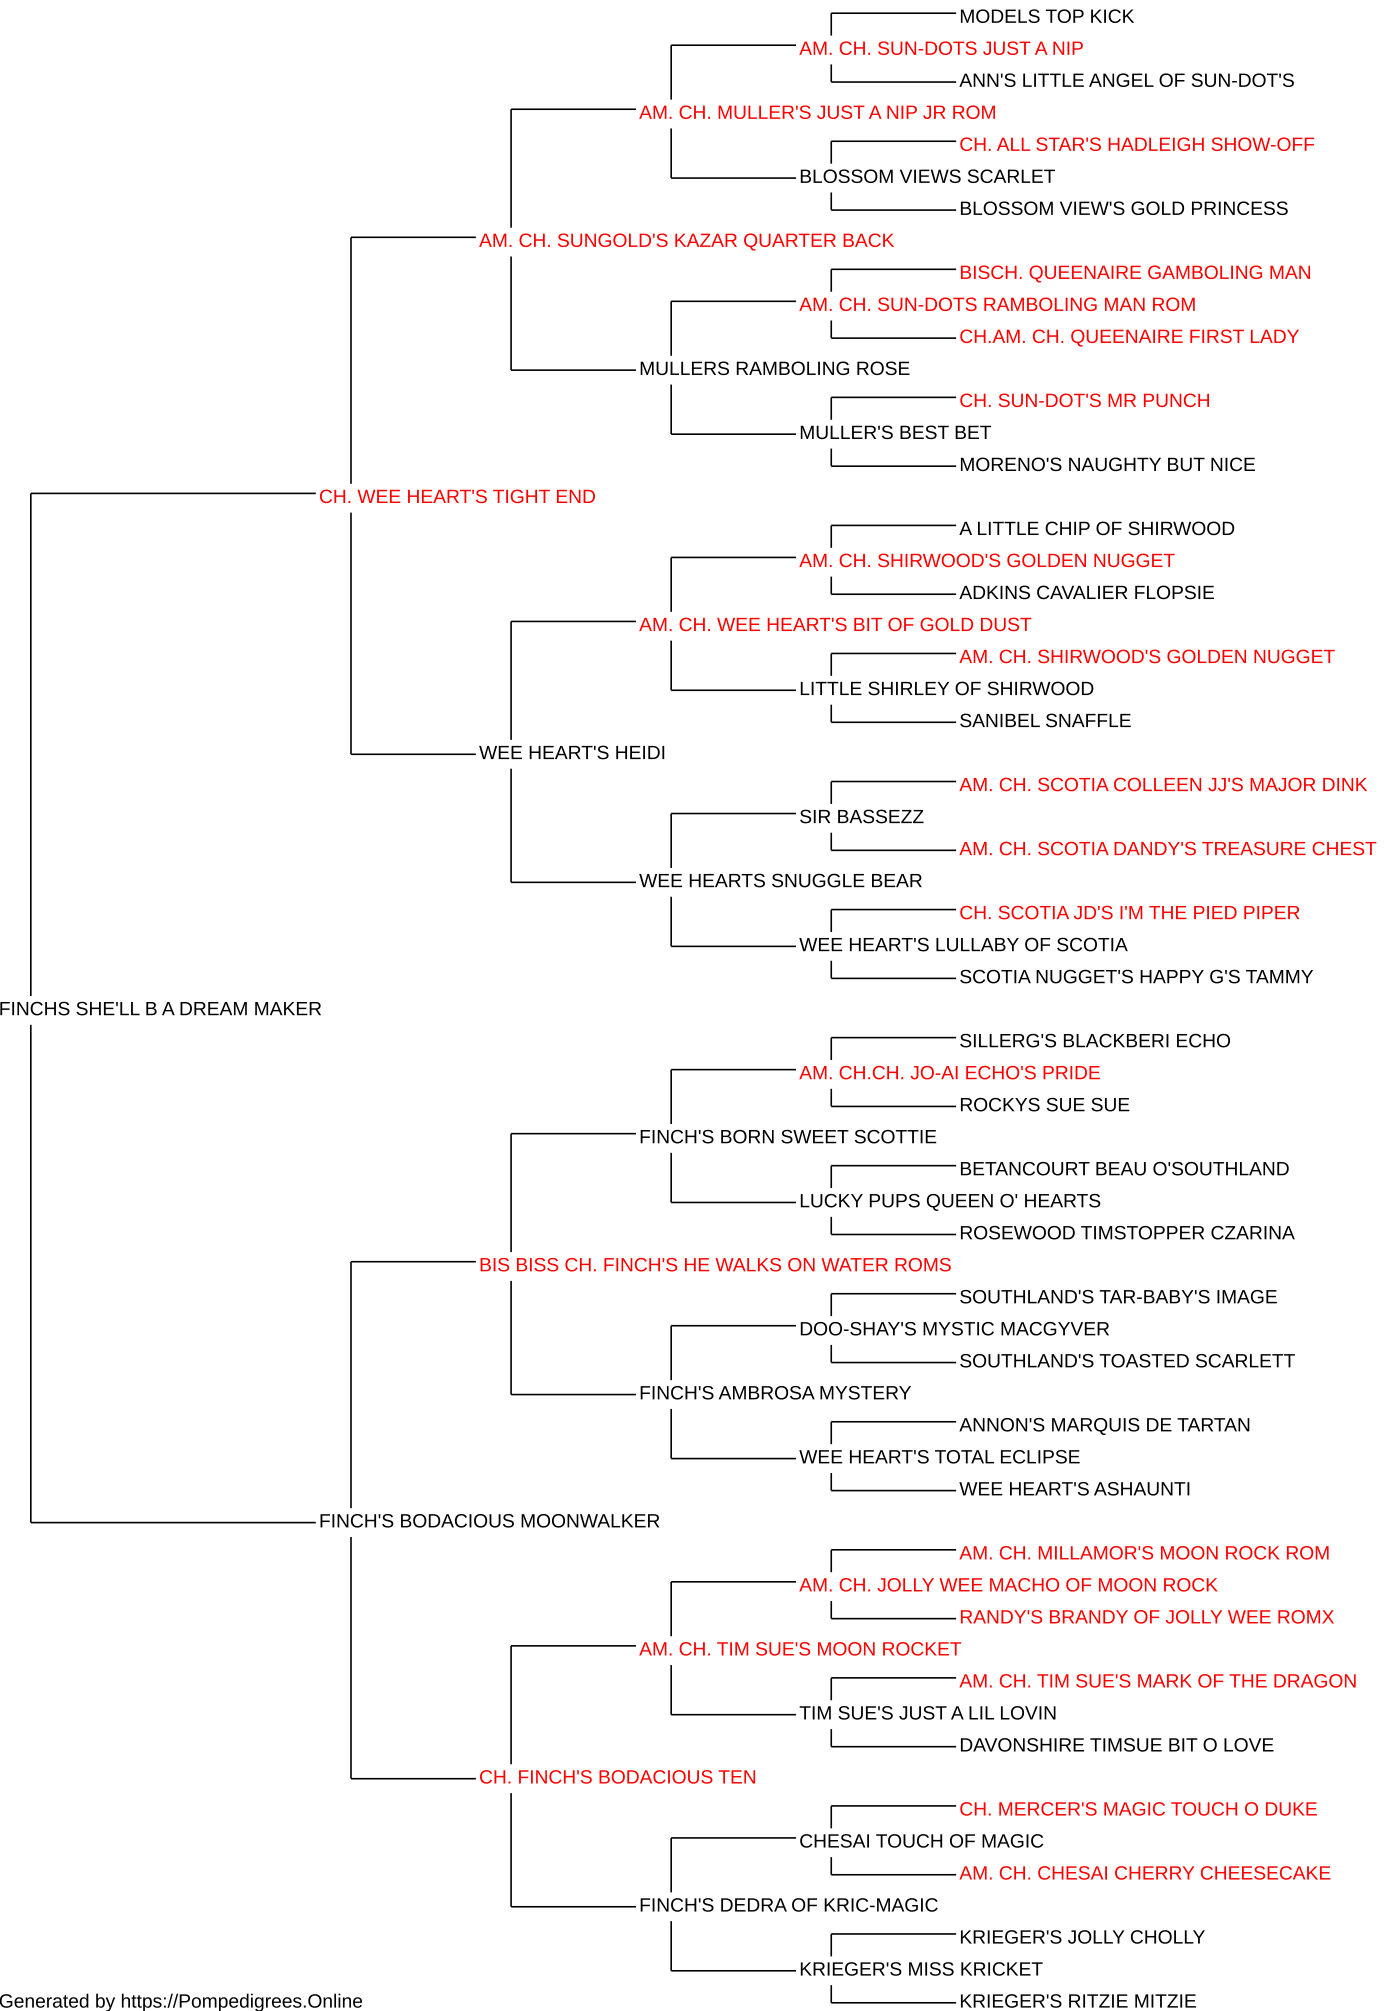 MODELS TOP KICK
AM. CH. SUN-DOTS JUST A NIP
ANN'S LITTLE ANGEL OF SUN-DOT'S
AM. CH. MULLER'S JUST A NIP JR ROM
CH. ALL STAR'S HADLEIGH SHOW-OFF
BLOSSOM VIEWS SCARLET
BLOSSOM VIEW'S GOLD PRINCESS
AM. CH. SUNGOLD'S KAZAR QUARTER BACK
BISCH. QUEENAIRE GAMBOLING MAN
AM. CH. SUN-DOTS RAMBOLING MAN ROM
CH.AM. CH. QUEENAIRE FIRST LADY
MULLERS RAMBOLING ROSE
CH. SUN-DOT'S MR PUNCH
MULLER'S BEST BET
MORENO'S NAUGHTY BUT NICE
CH. WEE HEART'S TIGHT END
A LITTLE CHIP OF SHIRWOOD
AM. CH. SHIRWOOD'S GOLDEN NUGGET
ADKINS CAVALIER FLOPSIE
AM. CH. WEE HEART'S BIT OF GOLD DUST
AM. CH. SHIRWOOD'S GOLDEN NUGGET
LITTLE SHIRLEY OF SHIRWOOD
SANIBEL SNAFFLE
WEE HEART'S HEIDI
AM. CH. SCOTIA COLLEEN JJ'S MAJOR DINK
SIR BASSEZZ
AM. CH. SCOTIA DANDY'S TREASURE CHEST
WEE HEARTS SNUGGLE BEAR
CH. SCOTIA JD'S I'M THE PIED PIPER
WEE HEART'S LULLABY OF SCOTIA
SCOTIA NUGGET'S HAPPY G'S TAMMY
FINCHS SHE'LL B A DREAM MAKER
SILLERG'S BLACKBERI ECHO
AM. CH.CH. JO-AI ECHO'S PRIDE
ROCKYS SUE SUE
FINCH'S BORN SWEET SCOTTIE
BETANCOURT BEAU O'SOUTHLAND
LUCKY PUPS QUEEN O' HEARTS
ROSEWOOD TIMSTOPPER CZARINA
BIS BISS CH. FINCH'S HE WALKS ON WATER ROMS
SOUTHLAND'S TAR-BABY'S IMAGE
DOO-SHAY'S MYSTIC MACGYVER
SOUTHLAND'S TOASTED SCARLETT
FINCH'S AMBROSA MYSTERY
ANNON'S MARQUIS DE TARTAN
WEE HEART'S TOTAL ECLIPSE
WEE HEART'S ASHAUNTI
FINCH'S BODACIOUS MOONWALKER
AM. CH. MILLAMOR'S MOON ROCK ROM
AM. CH. JOLLY WEE MACHO OF MOON ROCK
RANDY'S BRANDY OF JOLLY WEE ROMX
AM. CH. TIM SUE'S MOON ROCKET
AM. CH. TIM SUE'S MARK OF THE DRAGON
TIM SUE'S JUST A LIL LOVIN
DAVONSHIRE TIMSUE BIT O LOVE
CH. FINCH'S BODACIOUS TEN
CH. MERCER'S MAGIC TOUCH O DUKE
CHESAI TOUCH OF MAGIC
AM. CH. CHESAI CHERRY CHEESECAKE
FINCH'S DEDRA OF KRIC-MAGIC
KRIEGER'S JOLLY CHOLLY
KRIEGER'S MISS KRICKET
KRIEGER'S RITZIE MITZIE
Generated by https://Pompedigrees.Online